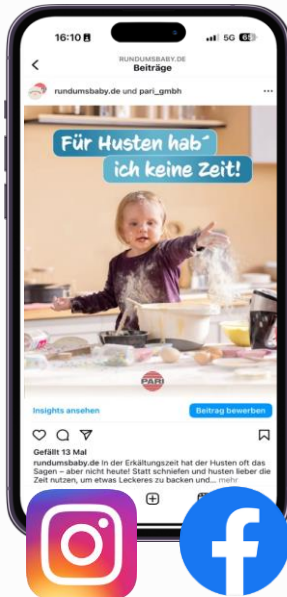 16:10
5G 65
RUNDUMSBABY.DE
Beiträge
rundumsbaby.de und pari_gmbh
Für Husten hab´
ich keine Zeit!
PARI
Insights ansehen
Beitrag bewerben
Gefällt 13 Mal
rundumsbaby.de In der Erkältungszeit hat der Husten oft das
Sagen – aber nicht heute! Statt schniefen und husten lieber die
Zeit nutzen, um etwas Leckeres zu backen und... mehr